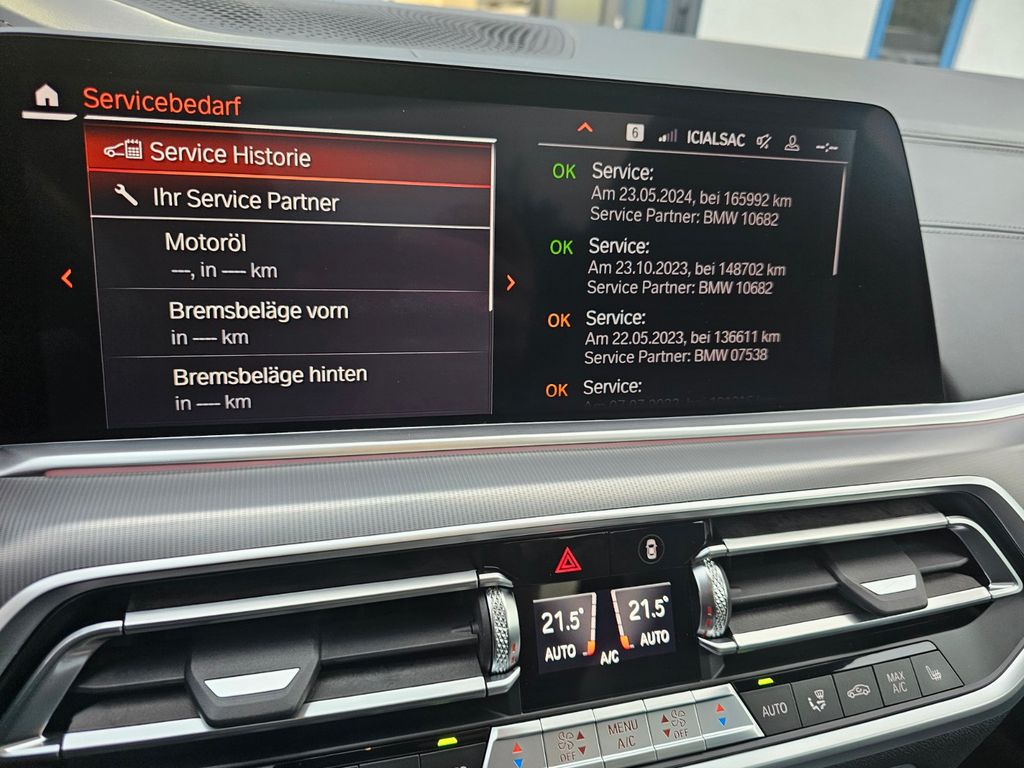 Servicebedarf
Service Historie
Ihr Service Partner
Motoröl
---, in ---- km
Bremsbeläge vorn
in ---- km
Bremsbeläge hinten
in ---- km
6 ICIALSAC --:--
OK Service:
Am 23.05.2024, bei 165992 km
Service Partner: BMW 10682
OK Service:
Am 23.10.2023, bei 148702 km
Service Partner: BMW 10682
OK Service:
Am 22.05.2023, bei 136611 km
Service Partner: BMW 07538
OK Service:
21.5° 21.5°
AUTO A/C AUTO
OFF
MENU
A/C
OFF
AUTO
MAX
A/C